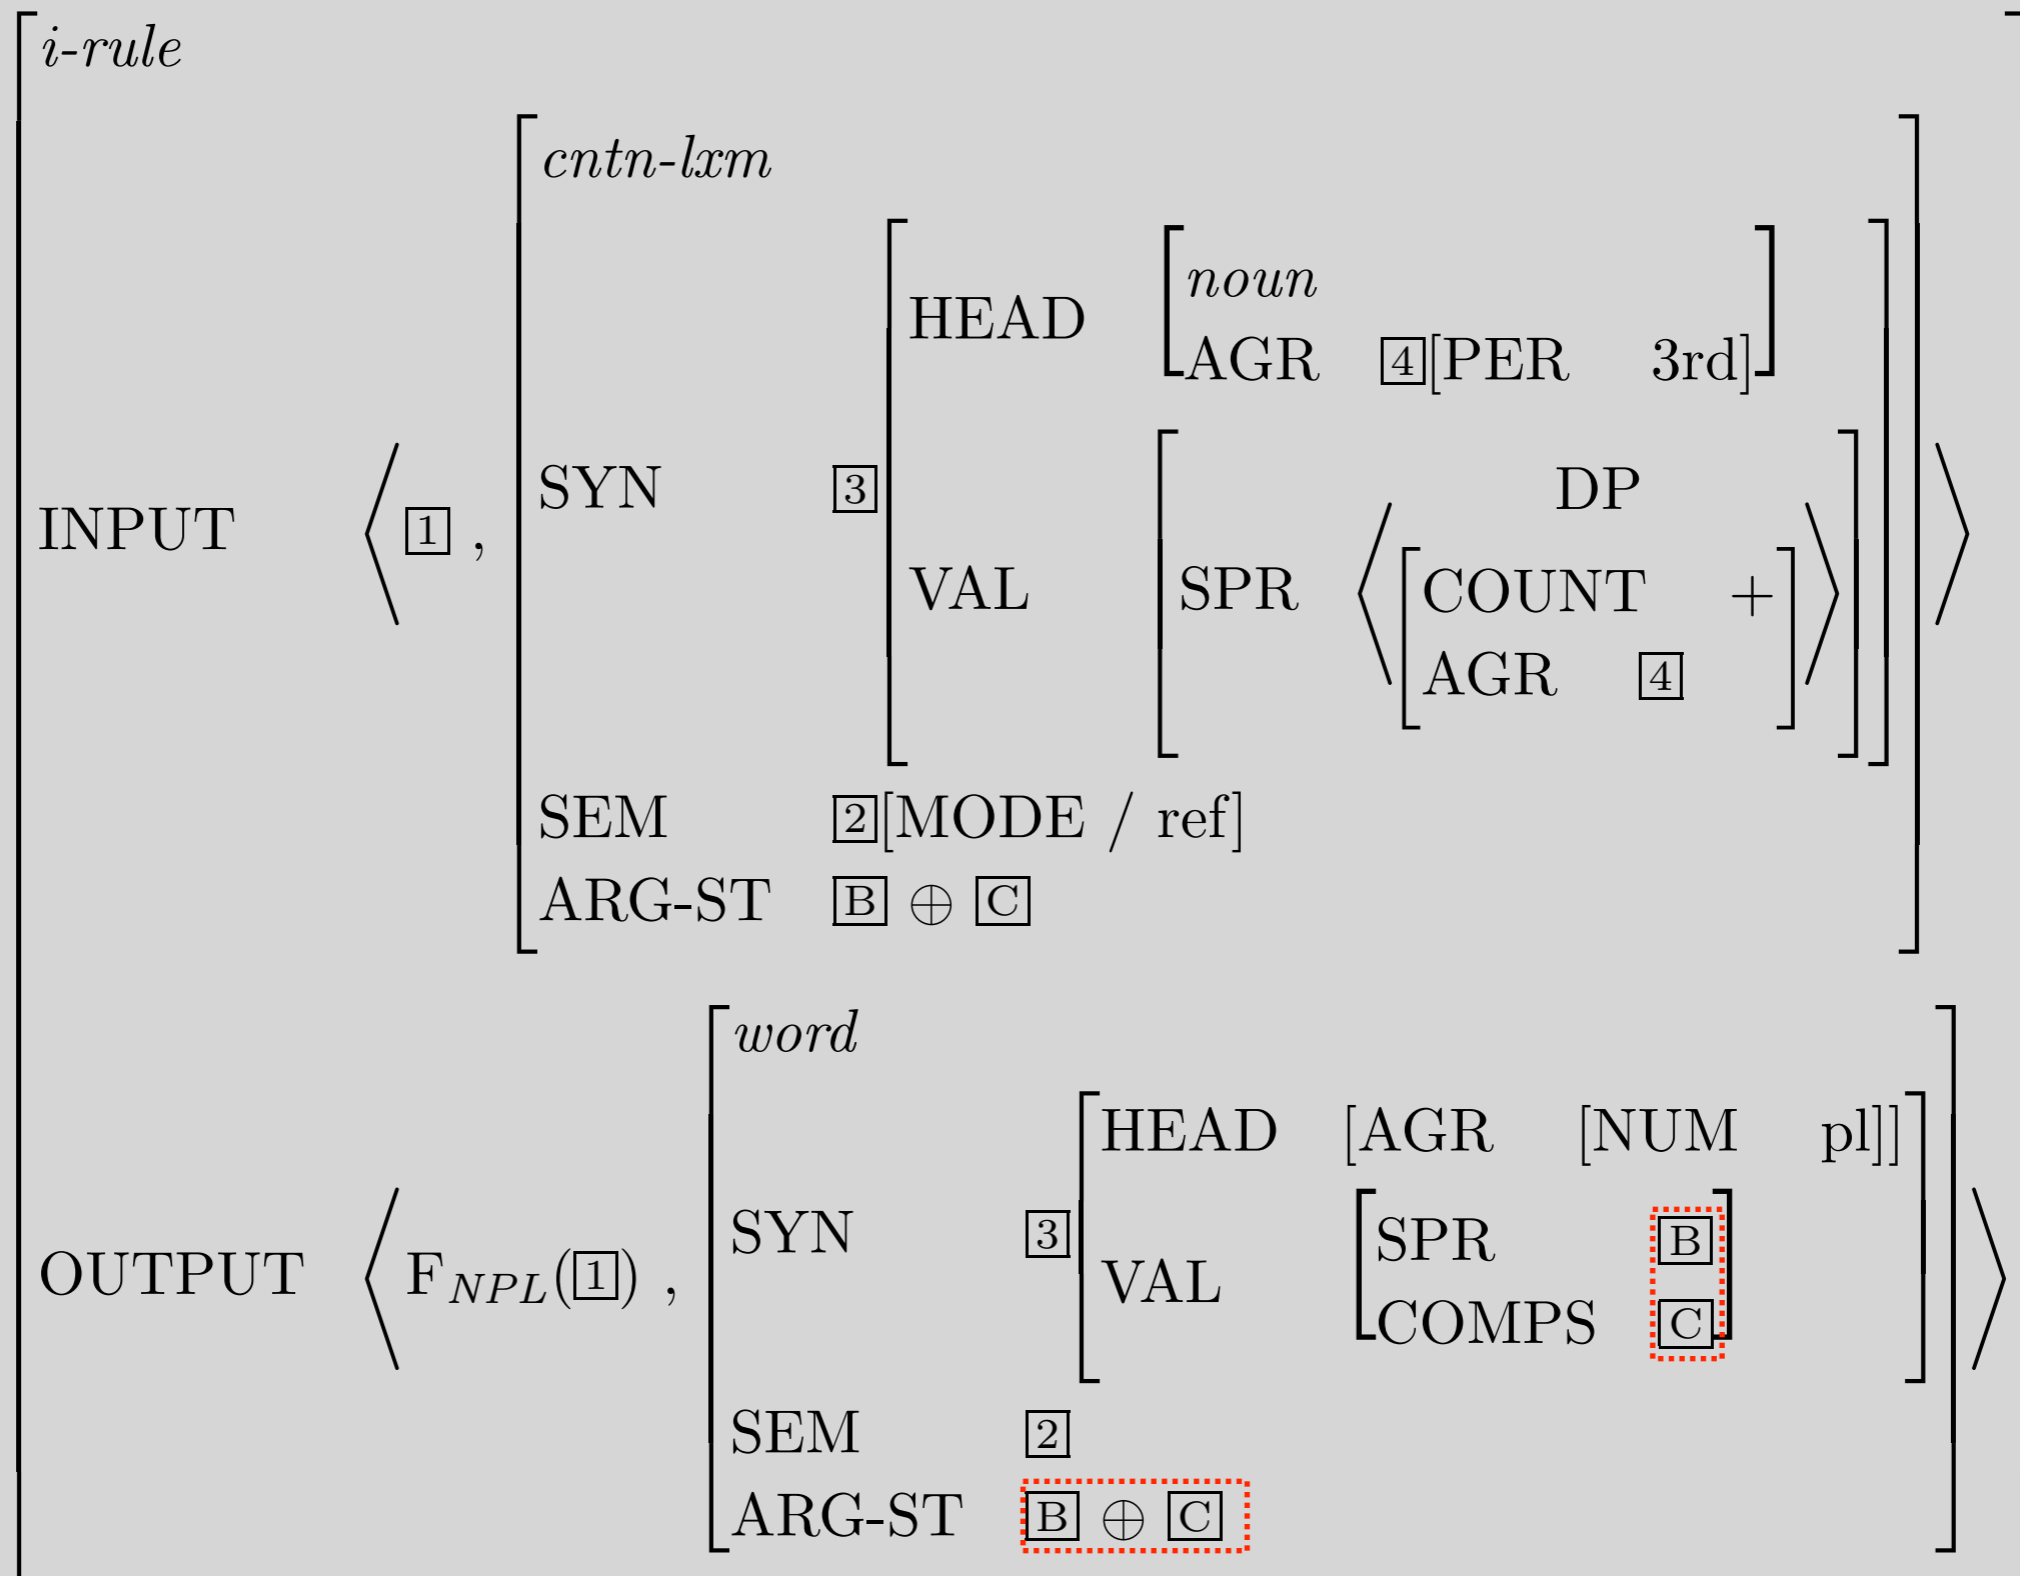 i-rule
cntn-lxm
noun
HEAD
AGR 4[PER 3rd]
SYN 3
DP
INPUT ⟨ 1 ,
VAL SPR ⟨ COUNT + ⟩ ⟩
AGR 4
SEM 2[MODE / ref]
ARG-ST B ⊕ C
word
HEAD [AGR [NUM pl]]
SYN 3
SPR B
OUTPUT ⟨ F_NPL(1) , ⟩
VAL
COMPS C
SEM 2
ARG-ST B ⊕ C